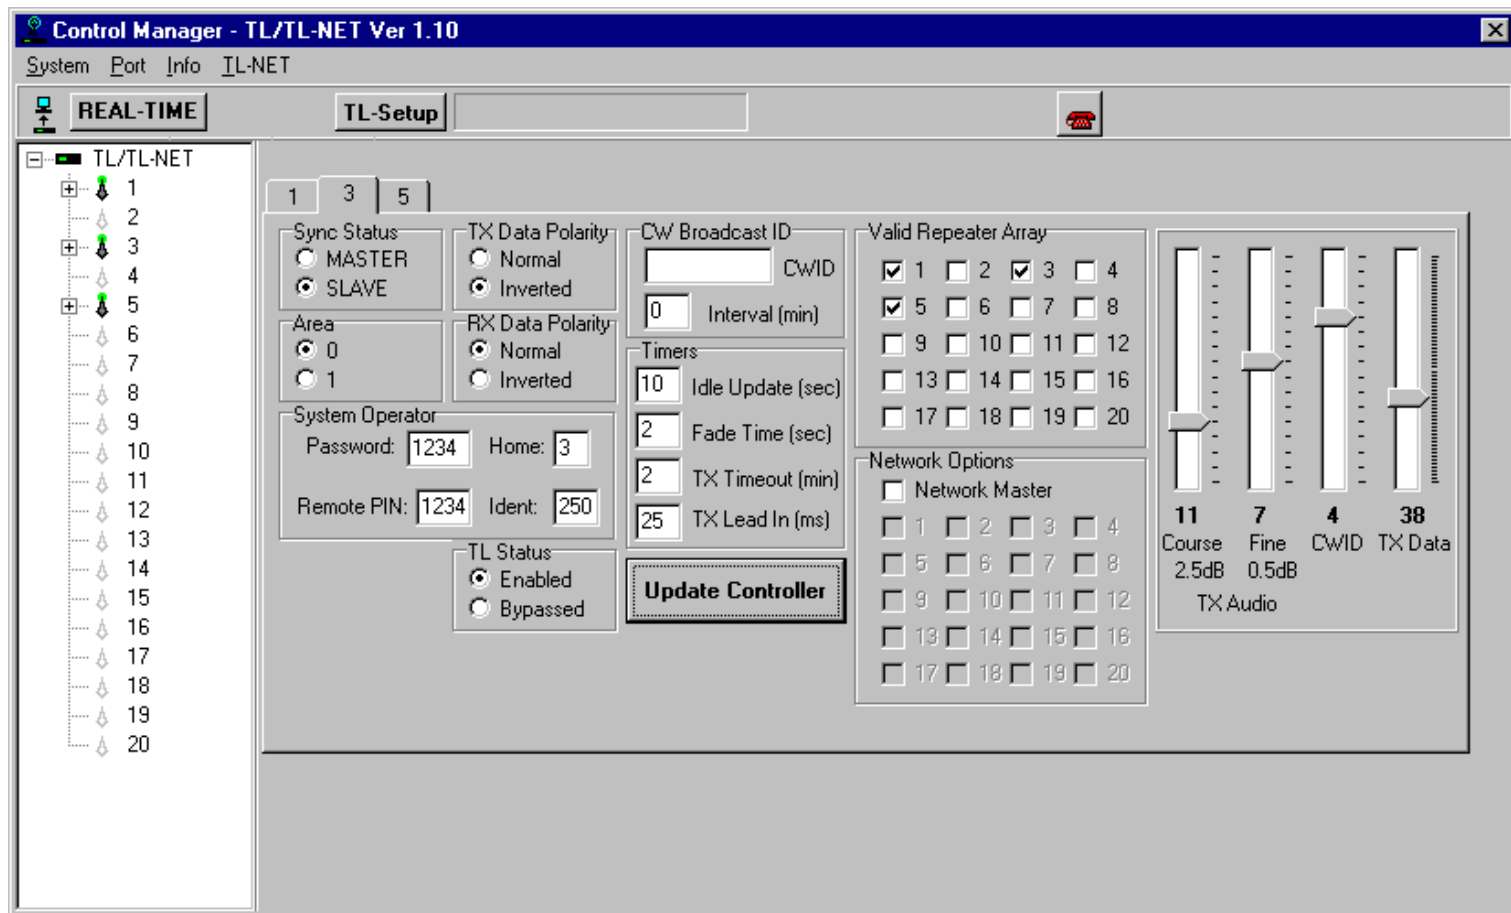 Control Manager - TL/TL-NET Ver 1.10
System Port Info TL-NET
REAL-TIME TL-Setup
TL/TL-NET
1
2
3
4
5
6
7
8
9
10
11
12
13
14
15
16
17
18
19
20
1 3 5
Sync Status
MASTER
SLAVE
Area
0
1
TX Data Polarity
Normal
Inverted
RX Data Polarity
Normal
Inverted
System Operator
Password: 1234 Home: 3
Remote PIN: 1234 Ident: 250
TL Status
Enabled
Bypassed
CW Broadcast ID
CWID
0 Interval (min)
Timers
10 Idle Update (sec)
2 Fade Time (sec)
2 TX Timeout (min)
25 TX Lead In (ms)
Update Controller
Valid Repeater Array
1 2 3 4
5 6 7 8
9 10 11 12
13 14 15 16
17 18 19 20
Network Options
Network Master
1 2 3 4
5 6 7 8
9 10 11 12
13 14 15 16
17 18 19 20
11 7 4 38
Course Fine CWID TX Data
2.5dB 0.5dB
TX Audio